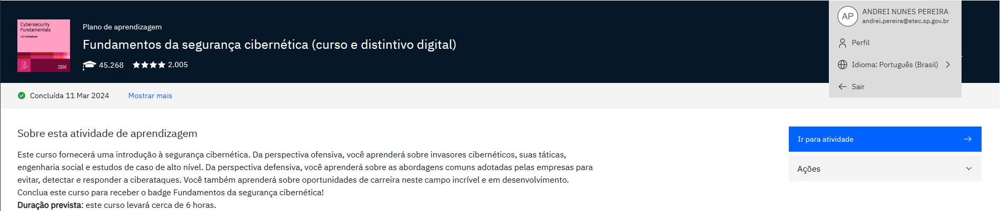 Cybersecurity
Fundamentals
IBM SkillsBuild
IBM
Plano de aprendizagem
Fundamentos da segurança cibernética (curso e distintivo digital)
45.268 2.005
AP
ANDREI NUNES PEREIRA
andrei.pereira@etec.sp.gov.br
Perfil
Idioma: Português (Brasil)
Sair
Concluída 11 Mar 2024 Mostrar mais
Sobre esta atividade de aprendizagem
Este curso fornecerá uma introdução à segurança cibernética. Da perspectiva ofensiva, você aprenderá sobre invasores cibernéticos, suas táticas,
engenharia social e estudos de caso de alto nível. Da perspectiva defensiva, você aprenderá sobre as abordagens comuns adotadas pelas empresas para
evitar, detectar e responder a ciberataques. Você também aprenderá sobre oportunidades de carreira neste campo incrível e em desenvolvimento.
Conclua este curso para receber o badge Fundamentos da segurança cibernética!
Duração prevista: este curso levará cerca de 6 horas.
Ir para atividade
Ações